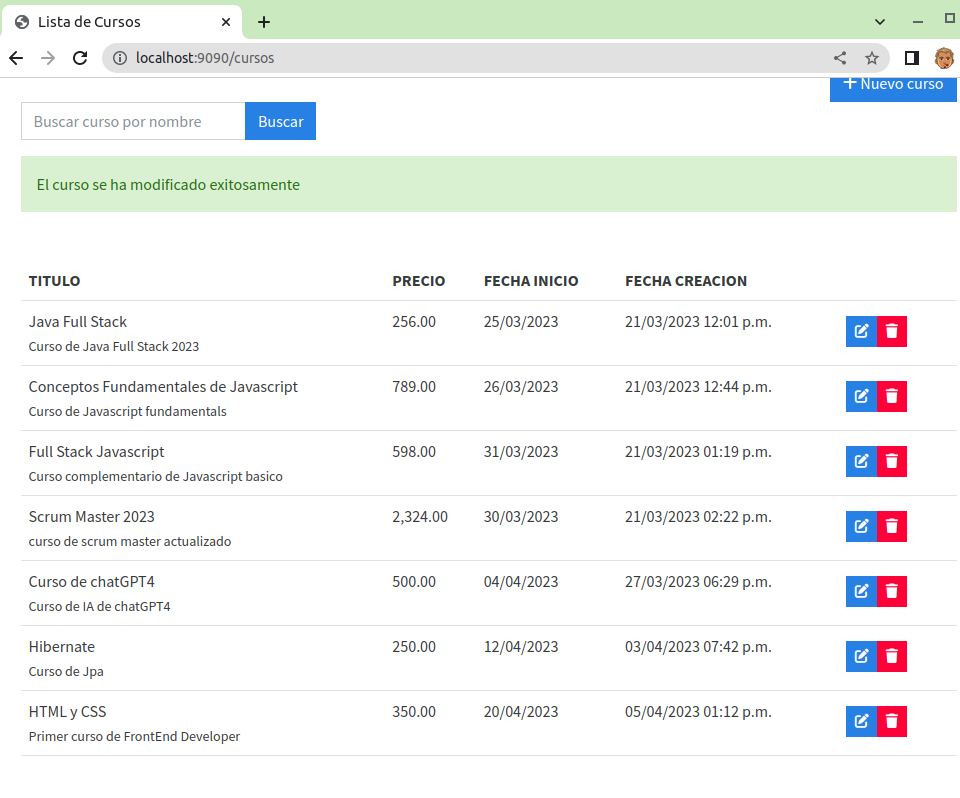 Lista de Cursos
localhost:9090/cursos
Nuevo curso
Buscar curso por nombre Buscar
El curso se ha modificado exitosamente
TITULO PRECIO FECHA INICIO FECHA CREACION
Java Full Stack 256.00 25/03/2023 21/03/2023 12:01 p.m.
Curso de Java Full Stack 2023
Conceptos Fundamentales de Javascript 789.00 26/03/2023 21/03/2023 12:44 p.m.
Curso de Javascript fundamentals
Full Stack Javascript 598.00 31/03/2023 21/03/2023 01:19 p.m.
Curso complementario de Javascript basico
Scrum Master 2023 2,324.00 30/03/2023 21/03/2023 02:22 p.m.
curso de scrum master actualizado
Curso de chatGPT4 500.00 04/04/2023 27/03/2023 06:29 p.m.
Curso de IA de chatGPT4
Hibernate 250.00 12/04/2023 03/04/2023 07:42 p.m.
Curso de Jpa
HTML y CSS 350.00 20/04/2023 05/04/2023 01:12 p.m.
Primer curso de FrontEnd Developer